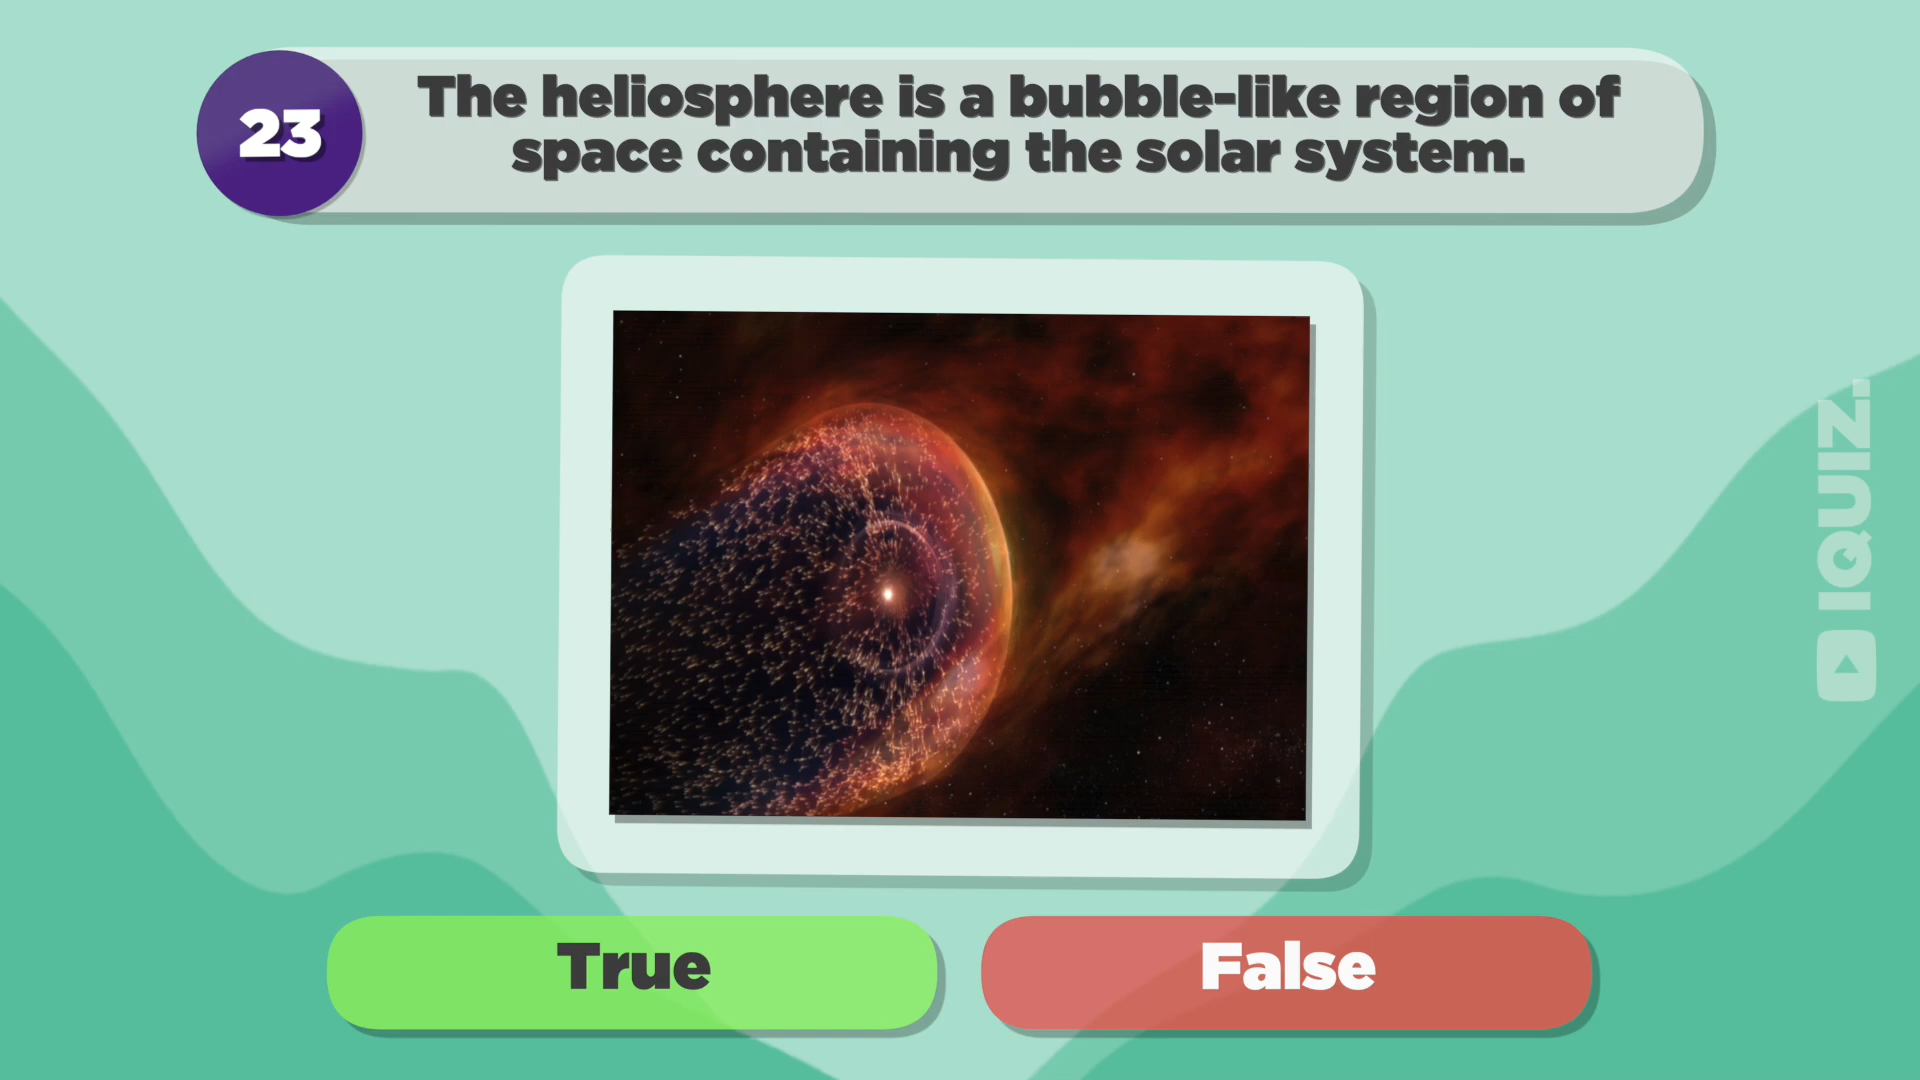 23
The heliosphere is a bubble-like region of
space containing the solar system.
IQUIZ.
True
False